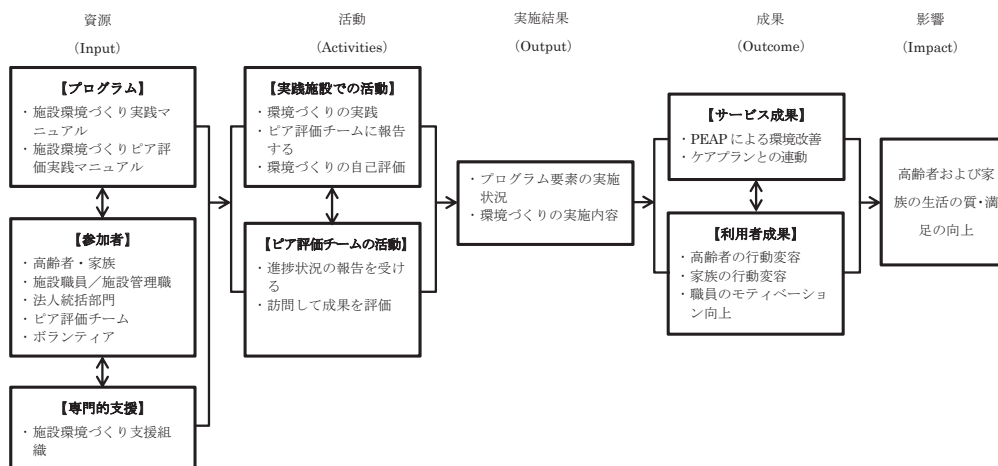 資源
(Input)
【プログラム】
・施設環境づくり実践マ
ニュアル
・施設環境づくりピア評
価実践マニュアル
【参加者】
・高齢者・家族
・施設職員／施設管理職
・法人統括部門
・ピア評価チーム
・ボランティア
【専門的支援】
・施設環境づくり支援組
織
活動
(Activities)
【実践施設での活動】
・環境づくりの実践
・ピア評価チームに報告
する
・環境づくりの自己評価
【ピア評価チームの活動】
・進捗状況の報告を受け
る
・訪問して成果を評価
実施結果
(Output)
・プログラム要素の実施
状況
・環境づくりの実施内容
成果
(Outcome)
【サービス成果】
・PEAP による環境改善
・ケアプランとの連動
【利用者成果】
・高齢者の行動変容
・家族の行動変容
・職員のモティベーショ
ン向上
影響
(Impact)
高齢者および家
族の生活の質・満
足の向上